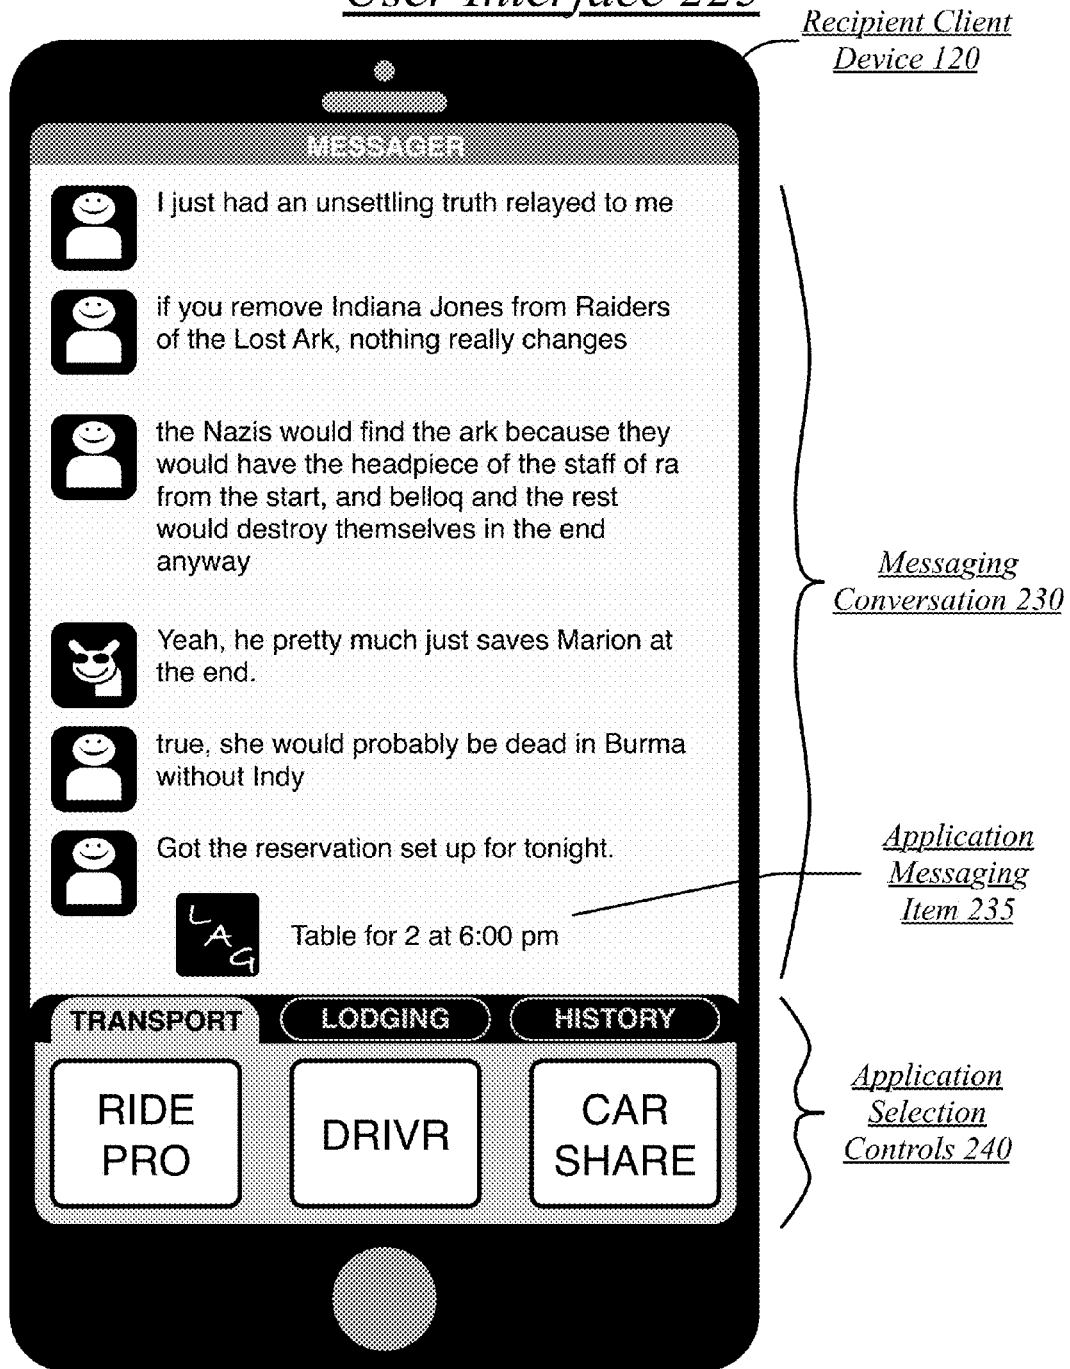 User Interface 225
Recipient Client
Device 120
MESSAGER
I just had an unsettling truth relayed to me
if you remove Indiana Jones from Raiders
of the Lost Ark, nothing really changes
the Nazis would find the ark because they
would have the headpiece of the staff of ra
from the start, and belloq and the rest
would destroy themselves in the end
anyway
Messaging
Conversation 230
Yeah, he pretty much just saves Marion at
the end.
true, she would probably be dead in Burma
without Indy
Got the reservation set up for tonight.
LAG
Table for 2 at 6:00 pm
Application
Messaging
Item 235
TRANSPORT
LODGING
HISTORY
RIDE
PRO
DRIVR
CAR
SHARE
Application
Selection
Controls 240